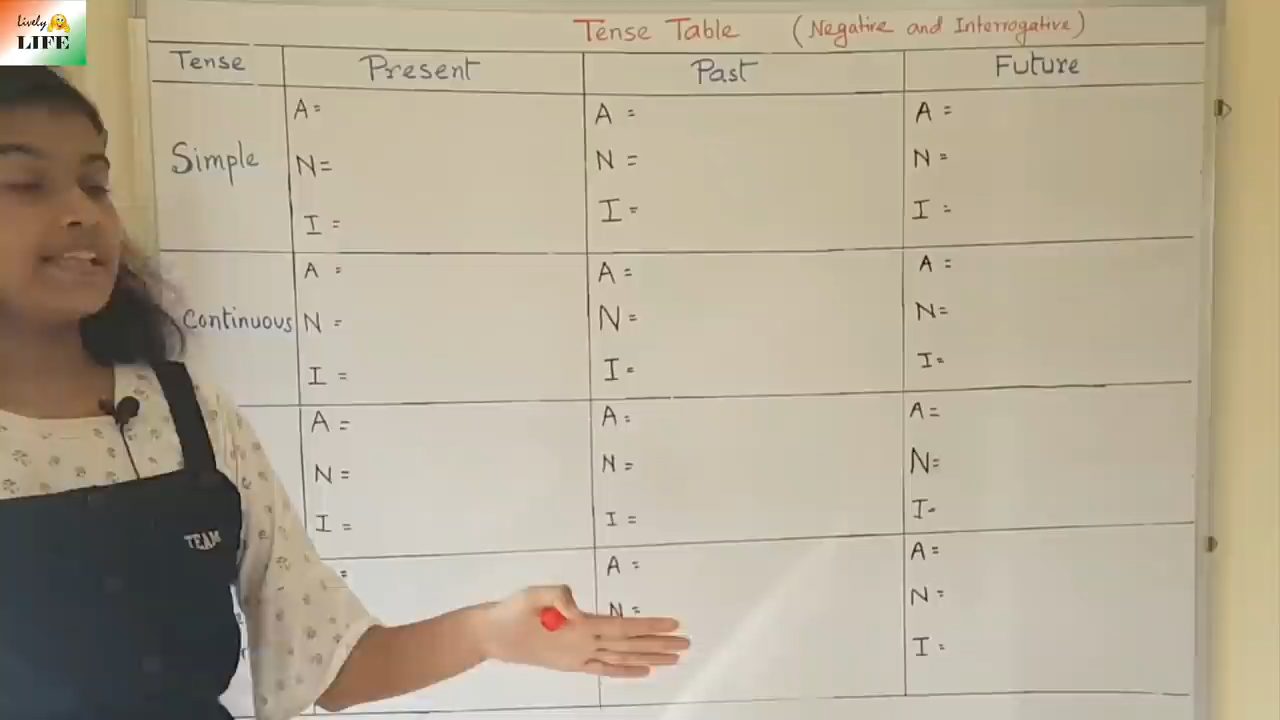 Lively
LIFE
Tense Table (Negative and Interrogative)
Tense Present Past Future
Simple
A = A = A =
N = N = N =
I = I = I =
Continuous
A = A = A =
N = N = N =
I = I = I =
A = A = A =
N = N = N =
I = I = I =
= A = A =
N = N =
I =
TEAM